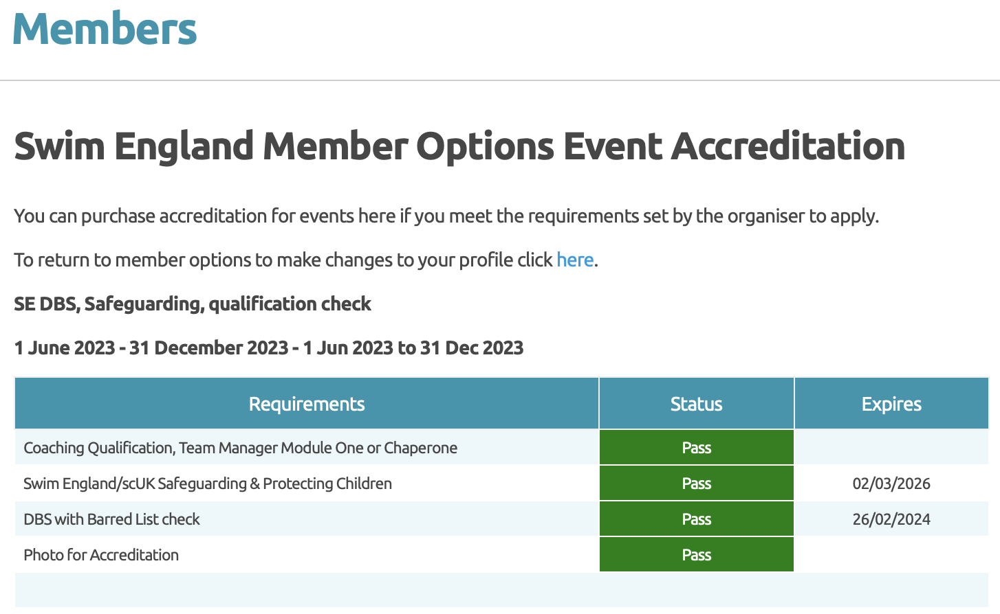 Members
Swim England Member Options Event Accreditation
You can purchase accreditation for events here if you meet the requirements set by the organiser to apply.
To return to member options to make changes to your profile click here.
SE DBS, Safeguarding, qualification check
1 June 2023 - 31 December 2023 - 1 Jun 2023 to 31 Dec 2023
Requirements Status Expires
Coaching Qualification, Team Manager Module One or Chaperone Pass
Swim England/scUK Safeguarding & Protecting Children Pass 02/03/2026
DBS with Barred List check Pass 26/02/2024
Photo for Accreditation Pass